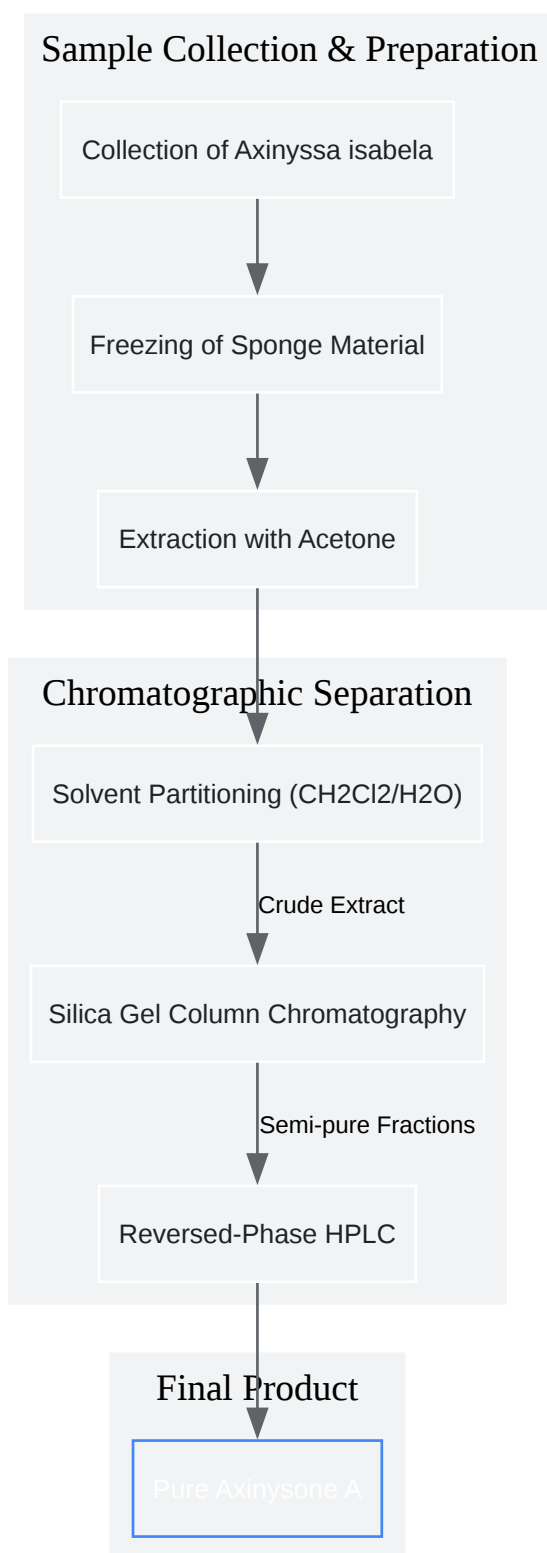 Sample Collection & Preparation
Collection of Axinyssa isabela
Freezing of Sponge Material
Extraction with Acetone
Chromatographic Separation
Solvent Partitioning (CH2Cl2/H2O)
Crude Extract
Silica Gel Column Chromatography
Semi-pure Fractions
Reversed-Phase HPLC
Final Product
Pure Axinysone A